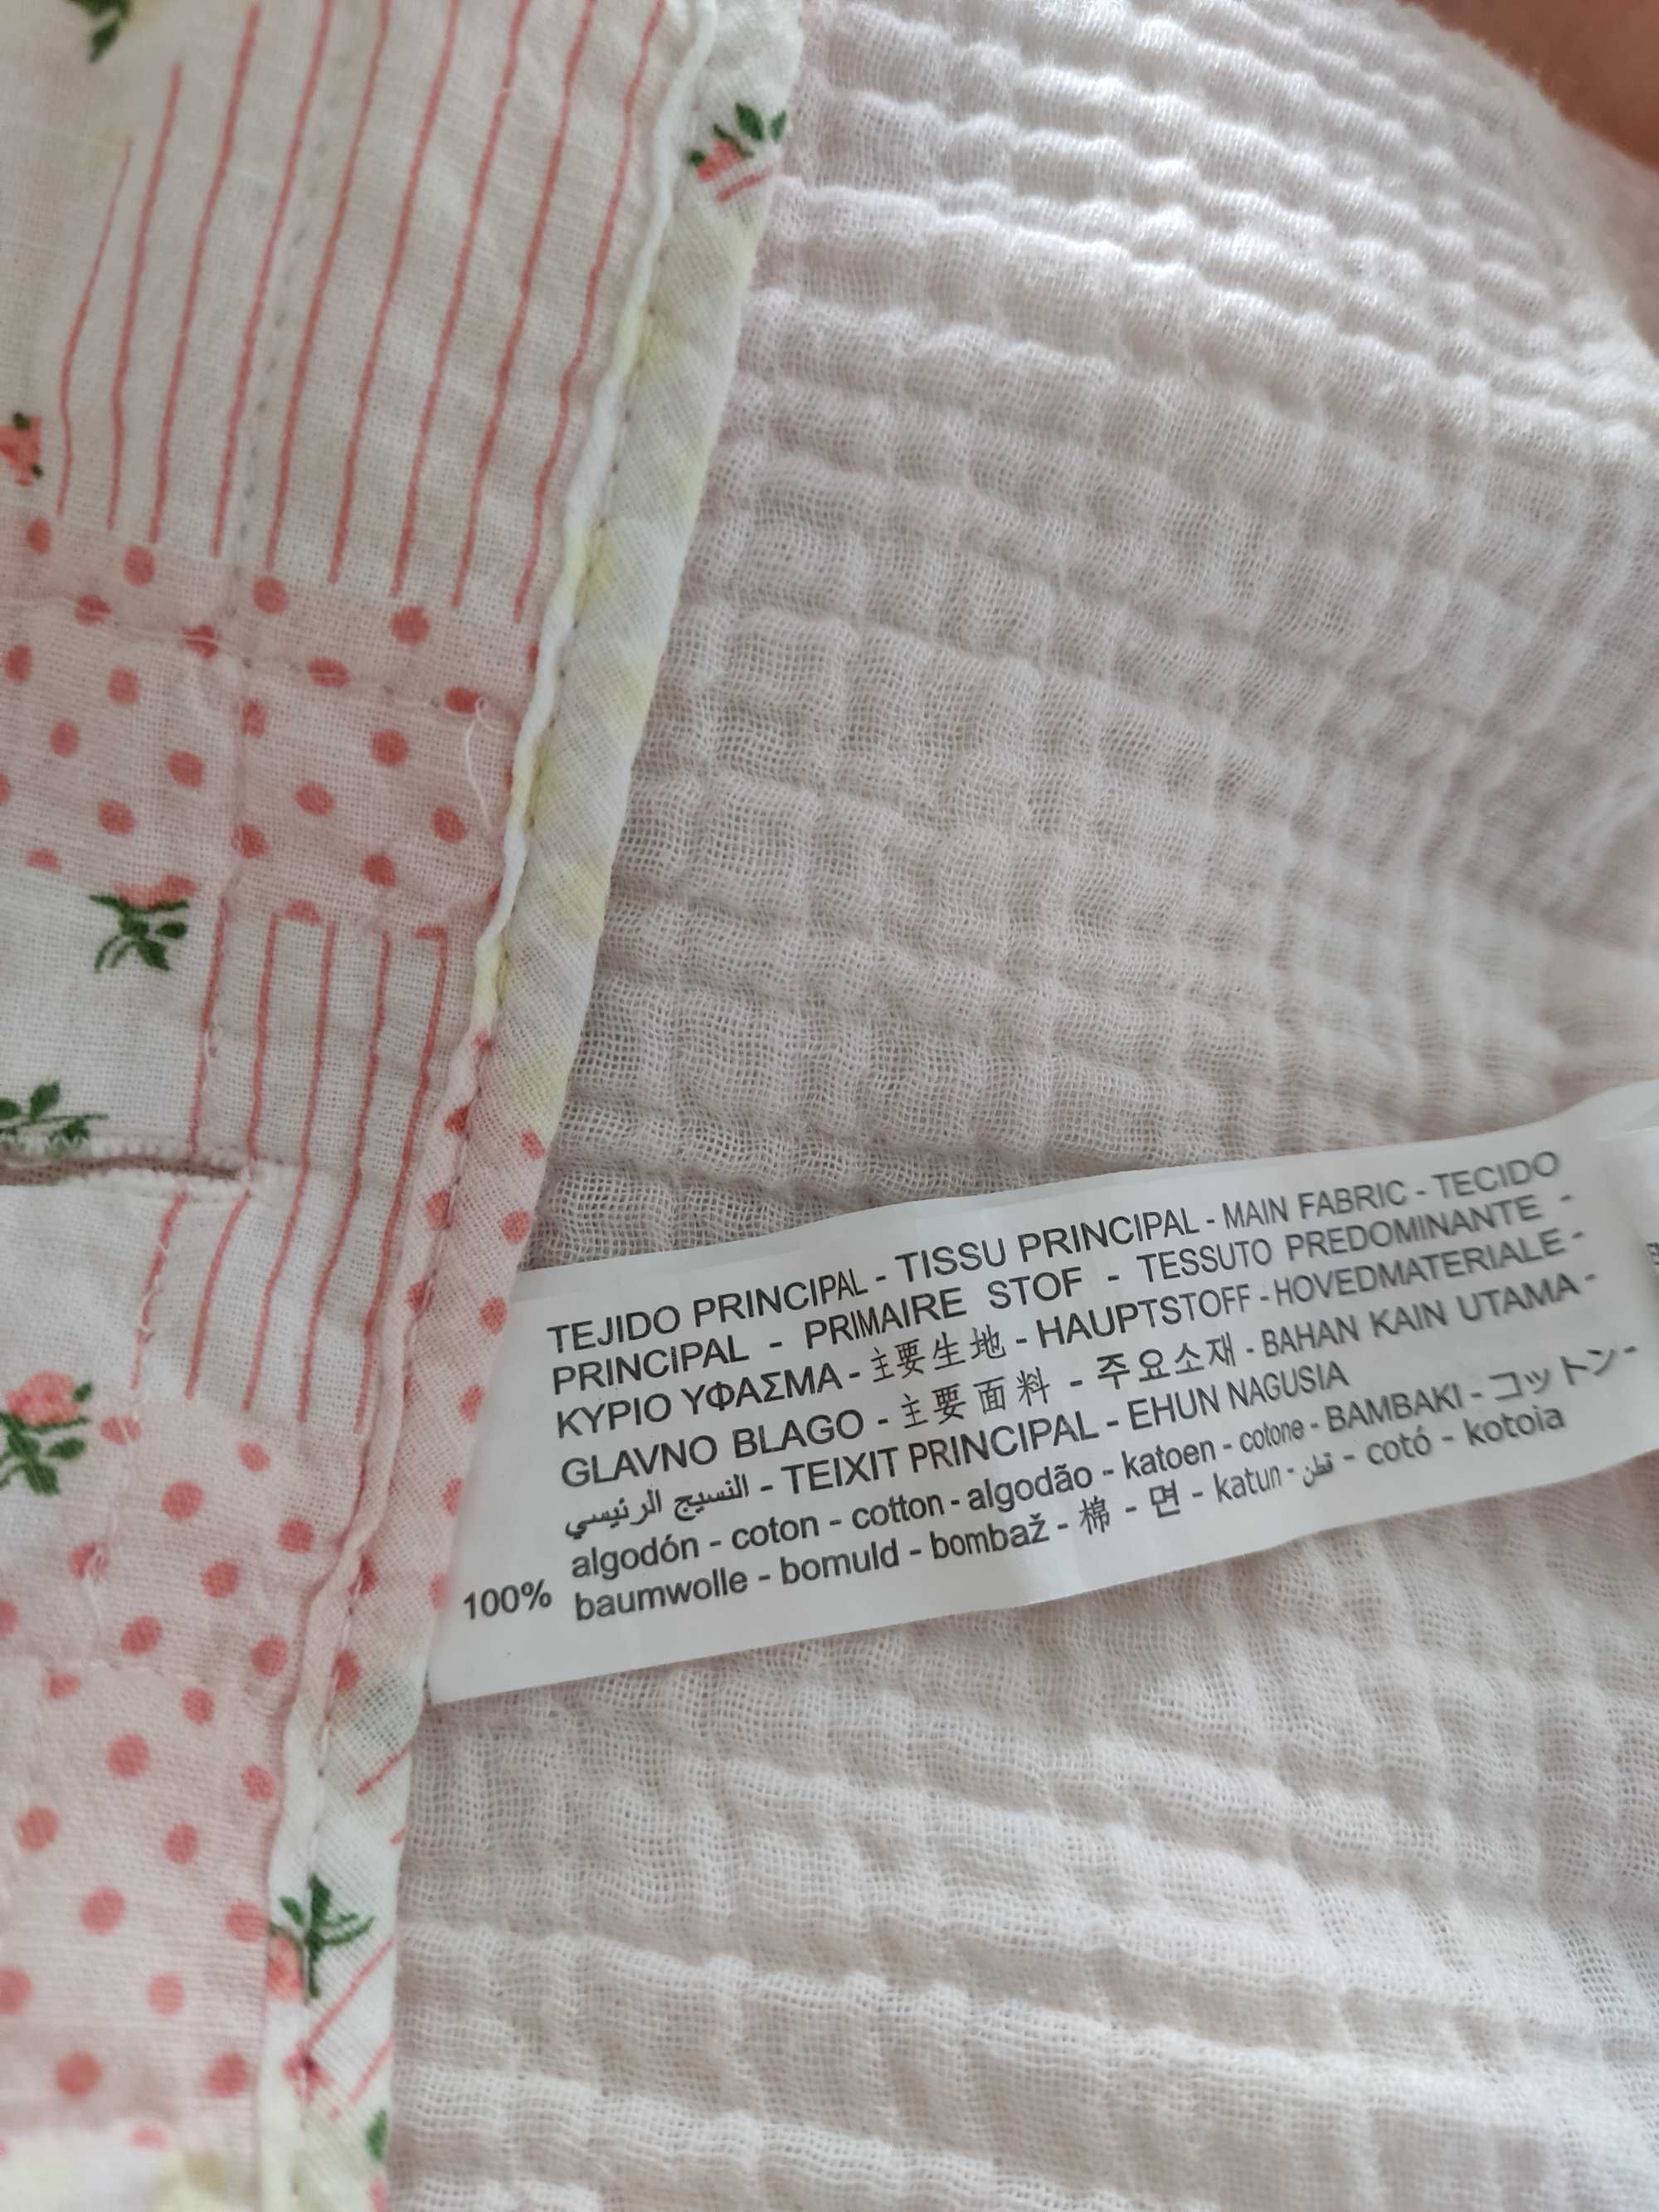 TEJIDO PRINCIPAL - TISSU PRINCIPAL - MAIN FABRIC - TECIDO
PRINCIPAL - PRIMAIRE STOF - TESSUTO PREDOMINANTE -
ΚΥΡΙΟ ΥΦΑΣΜΑ - 主要生地 - HAUPTSTOFF - HOVEDMATERIALE -
GLAVNO BLAGO - 主要面料 - 주요소재 - BAHAN KAIN UTAMA -
النسيج الرئيسي - TEIXIT PRINCIPAL - EHUN NAGUSIA
algodón - coton - cotton - algodão - katoen - cotone - BAMBAKI - コットン -
100% baumwolle - bomuld - bombaž - 棉 - 면 - katun - قطن - cotó - kotoia